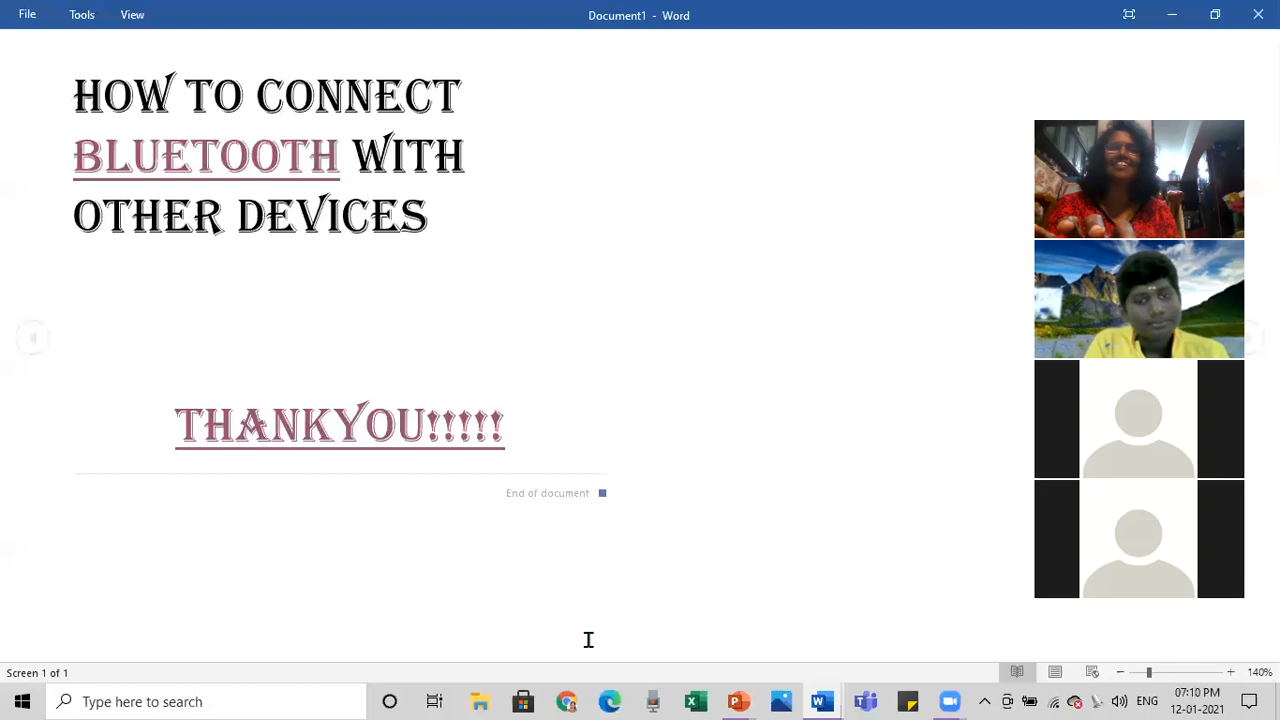 File Tools View Document1 - Word
HOW TO CONNECT
BLUETOOTH WITH
OTHER DEVICES
THANKYOU!!!!!
End of document
Screen 1 of 1 140%
Type here to search ENG 07:10 PM
12-01-2021